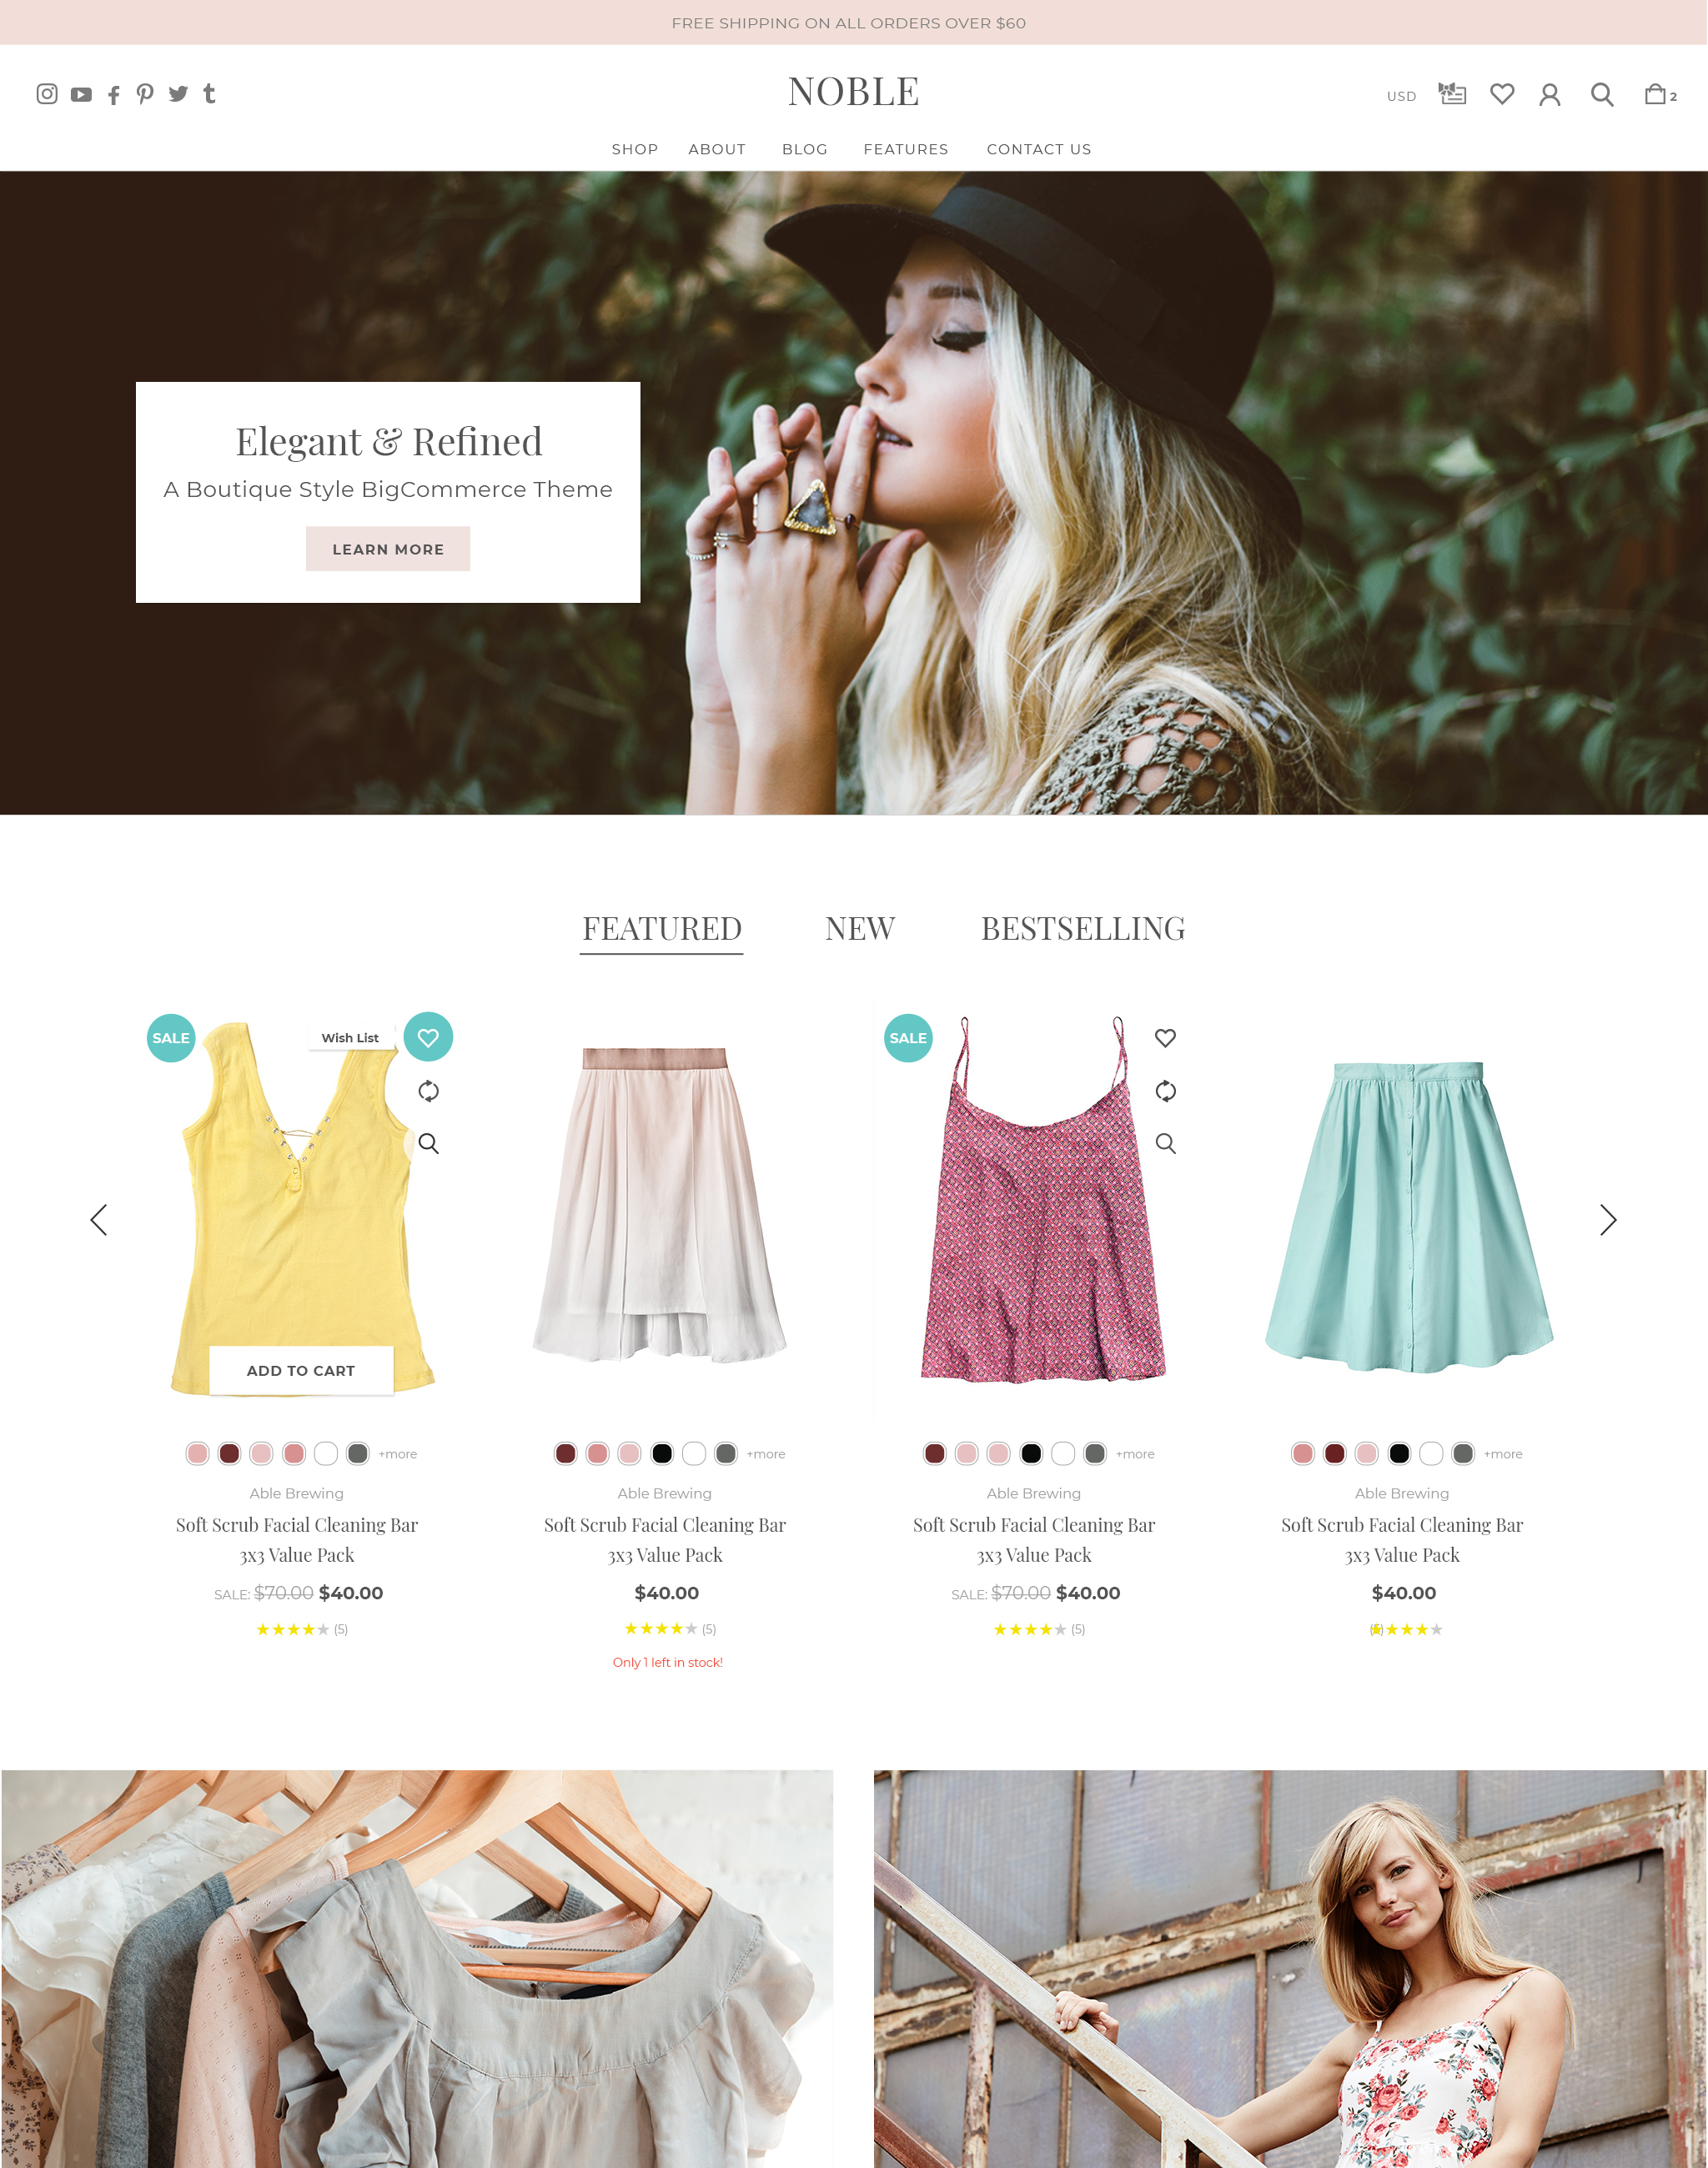 FREE SHIPPING ON ALL ORDERS OVER $60
NOBLE
USD
2
SHOP ABOUT BLOG FEATURES CONTACT US
Elegant & Refined
A Boutique Style BigCommerce Theme
LEARN MORE
FEATURED NEW BESTSELLING
SALE
Wish List
SALE
ADD TO CART
+more
+more
+more
+more
Able Brewing
Soft Scrub Facial Cleaning Bar
3x3 Value Pack
SALE: $70.00 $40.00
(5)
Able Brewing
Soft Scrub Facial Cleaning Bar
3x3 Value Pack
$40.00
(5)
Only 1 left in stock!
Able Brewing
Soft Scrub Facial Cleaning Bar
3x3 Value Pack
SALE: $70.00 $40.00
(5)
Able Brewing
Soft Scrub Facial Cleaning Bar
3x3 Value Pack
$40.00